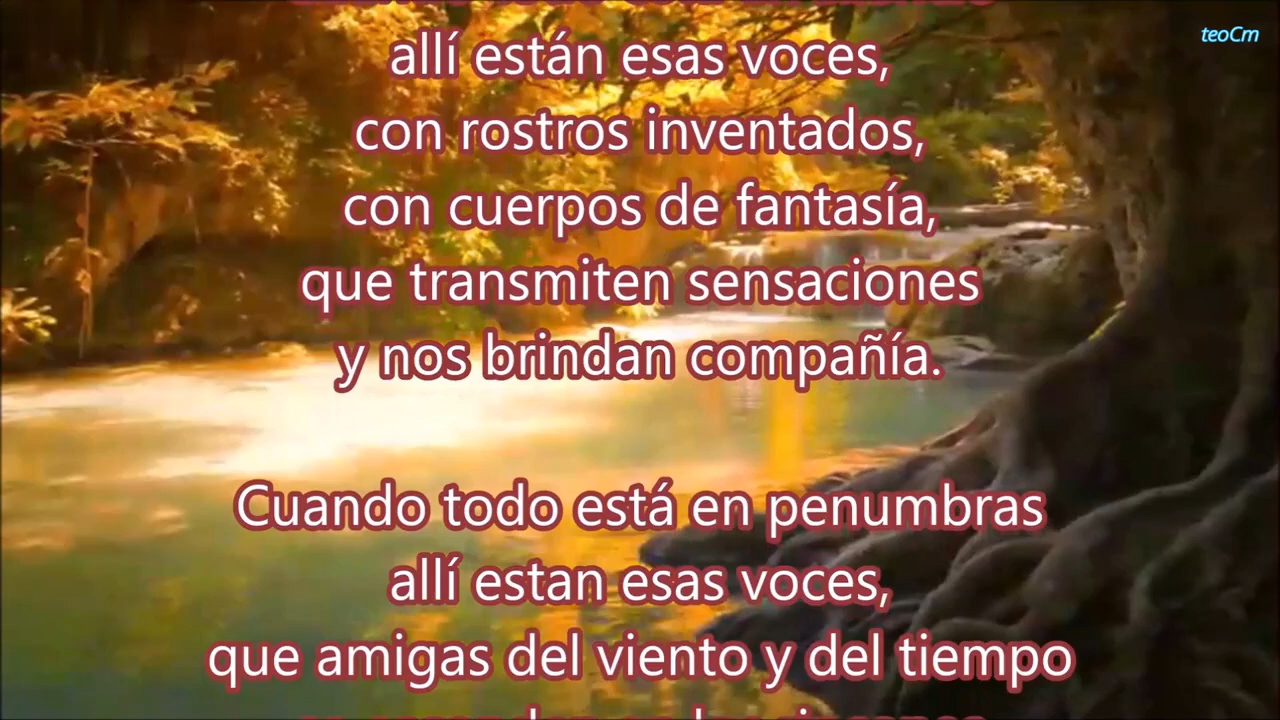 teoCm
allí están esas voces,
con rostros inventados,
con cuerpos de fantasía,
que transmiten sensaciones
y nos brindan compañía.
Cuando todo está en penumbras
allí estan esas voces,
que amigas del viento y del tiempo